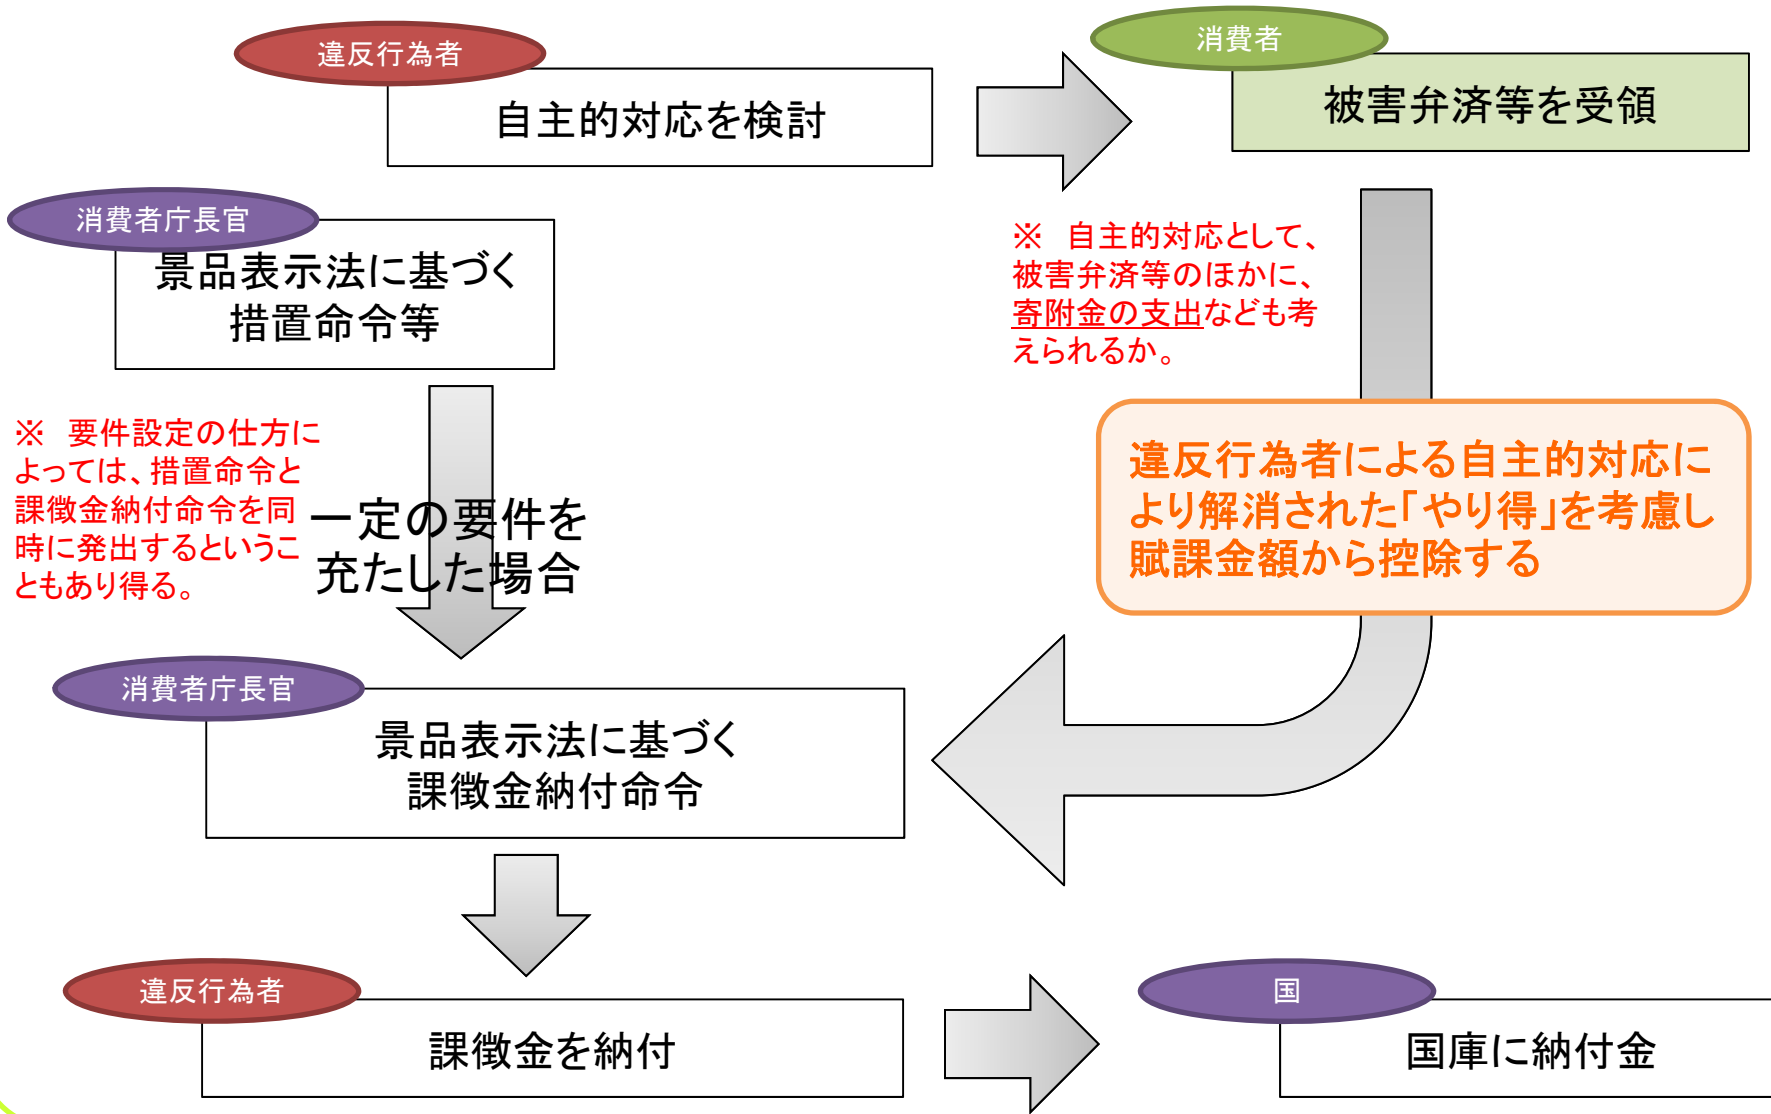 違反行為者
自主的対応を検討
消費者
被害弁済等を受領
消費者庁長官
景品表示法に基づく
措置命令等
※　自主的対応として、
被害弁済等のほかに、
寄附金の支出なども考
えられるか。
※　要件設定の仕方に
よっては、措置命令と
課徴金納付命令を同
時に発出するというこ
ともあり得る。
一定の要件を
充たした場合
違反行為者による自主的対応に
より解消された「やり得」を考慮し
賦課金額から控除する
消費者庁長官
景品表示法に基づく
課徴金納付命令
違反行為者
課徴金を納付
国
国庫に納付金